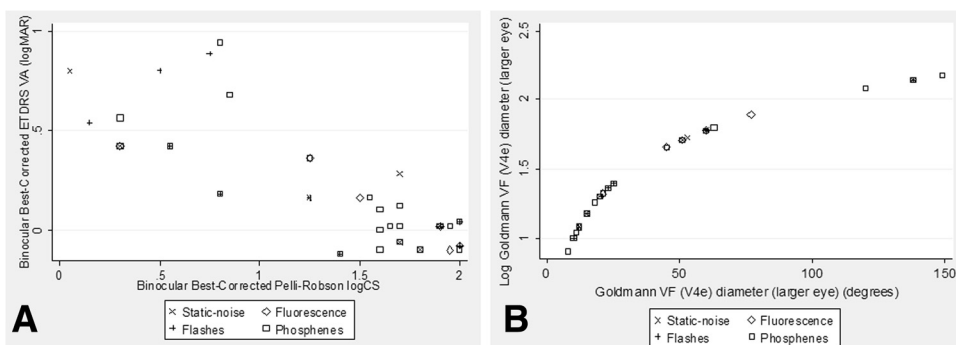 Binocular Best-Corrected ETDRS VA (logMAR)
1
.5
0
0 .5 1 1.5 2
Binocular Best-Corrected Pelli-Robson logCS
× Static-noise ◇ Fluorescence
+ Flashes □ Phosphenes
A
Log Goldmann VF (V4e) diameter (larger eye)
2.5
2
1.5
1
0 50 100 150
Goldmann VF (V4e) diameter (larger eye) (degrees)
× Static-noise ◇ Fluorescence
+ Flashes □ Phosphenes
B